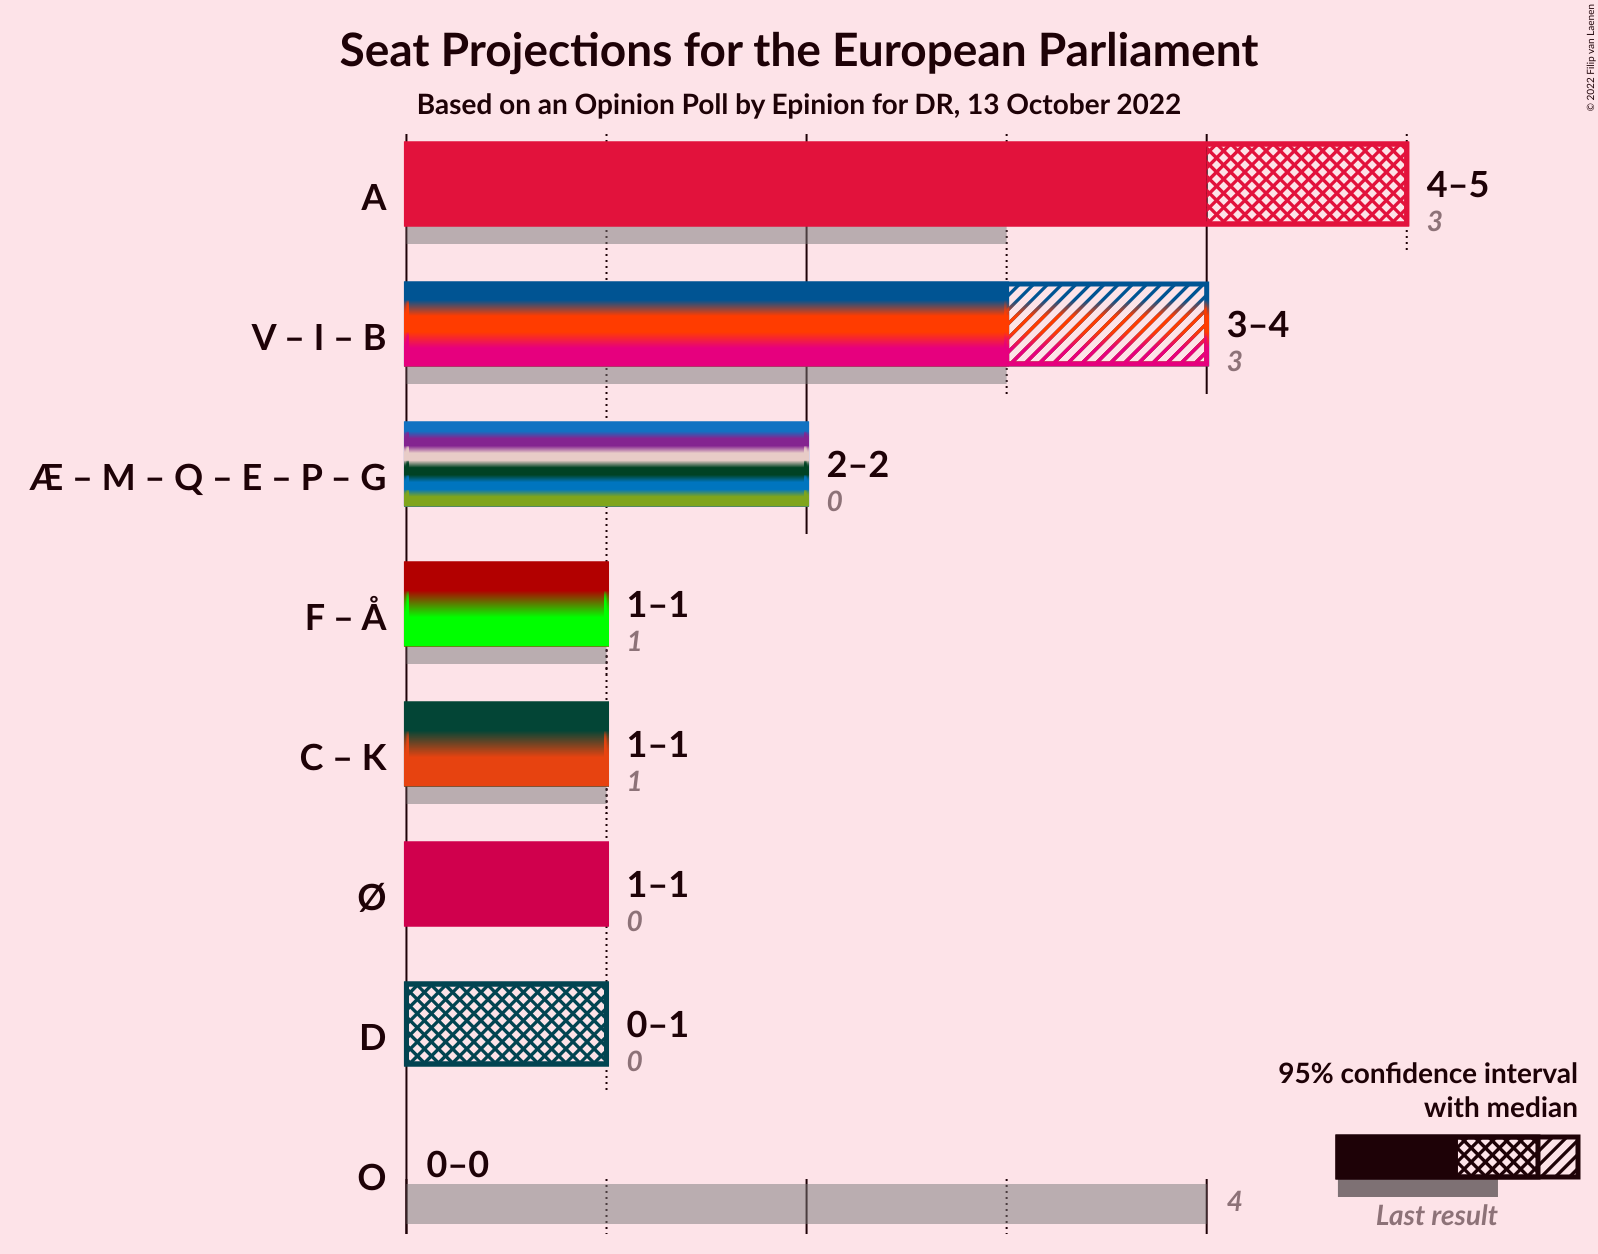 Seat Projections for the European Parliament
Based on an Opinion Poll by Epinion for DR, 13 October 2022
© 2022 Filip van Laenen
A
4–5
3
V – I – B
3–4
3
Æ – M – Q – E – P – G
2–2
0
F – Å
1–1
1
C – K
1–1
1
Ø
1–1
0
D
0–1
0
O
0–0
4
95% confidence interval
with median
Last result